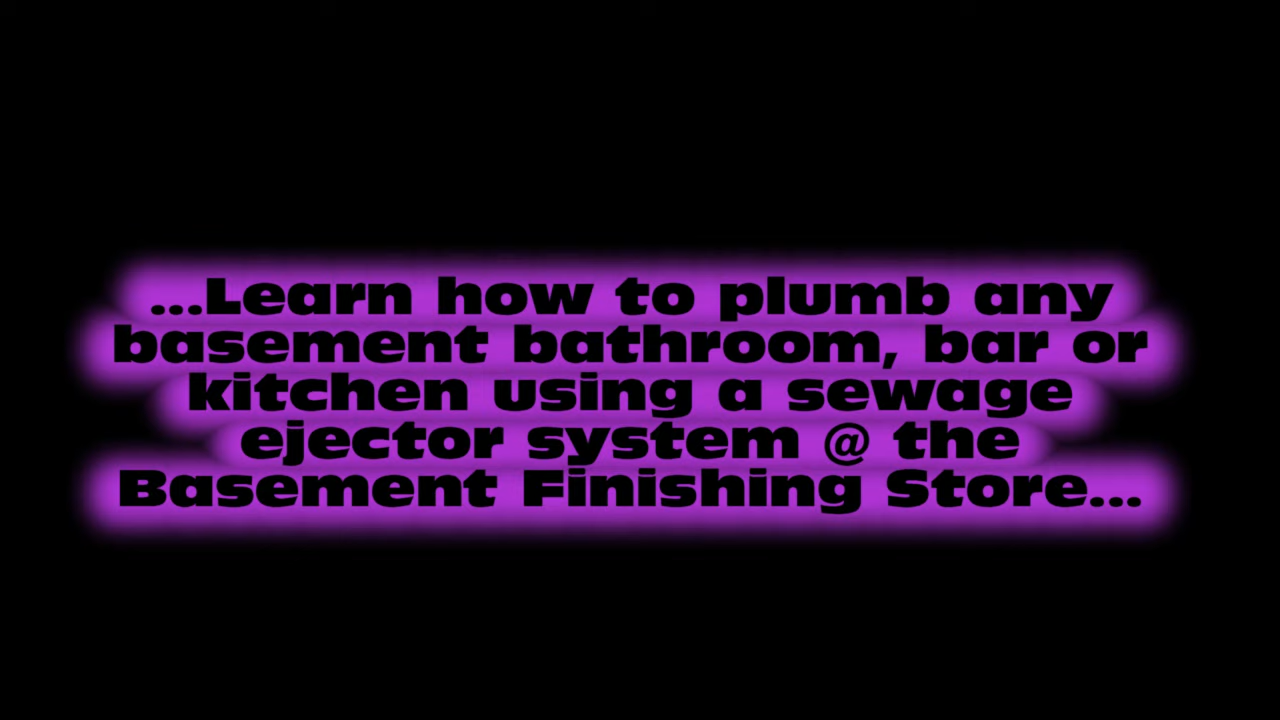 ...Learn how to plumb any
basement bathroom, bar or
kitchen using a sewage
ejector system @ the
Basement Finishing Store...